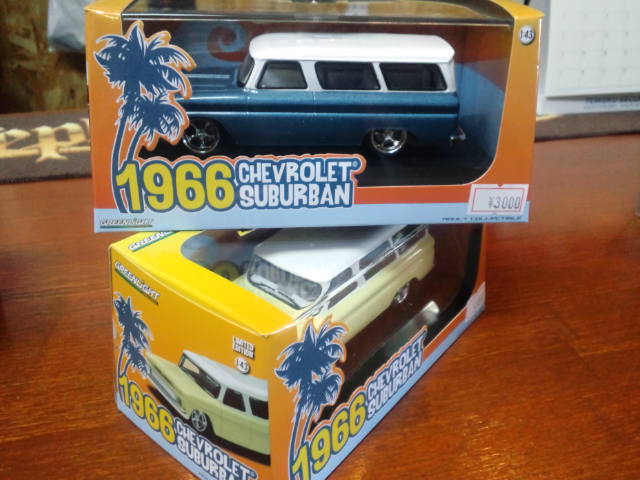 1:43
1966
CHEVROLET
SUBURBAN
GREENLIGHT
¥3000
ADULT COLLECTIBLE
GREENLIGHT
LIMITED
EDITION
1:43
1966
CHEVROLET
SUBURBAN
1966
CHEVROLET
SUBURBAN